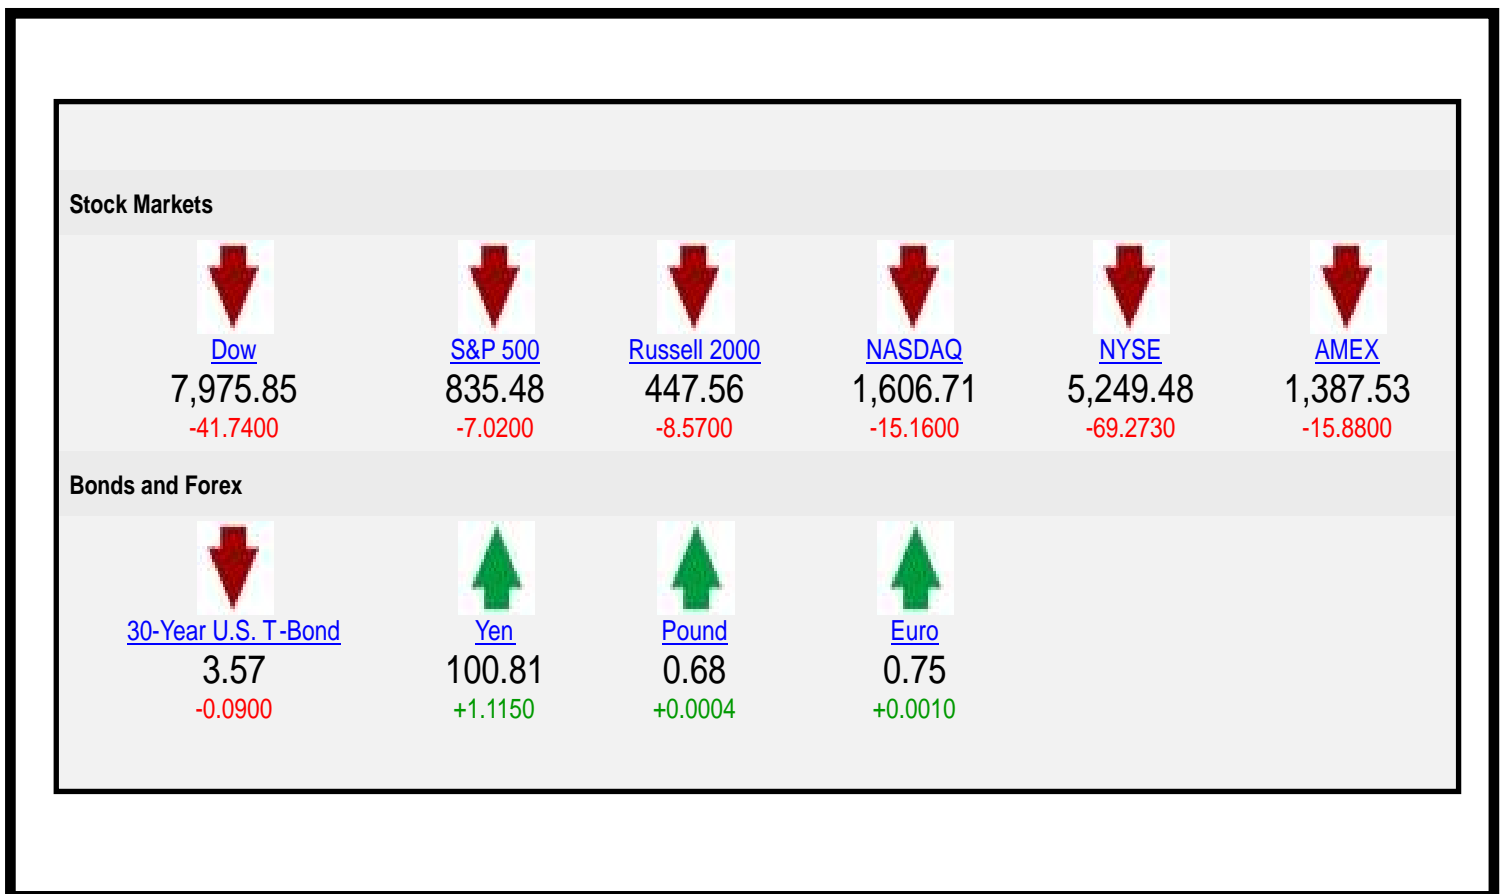 Stock Markets
Dow S&P 500 Russell 2000 NASDAQ NYSE AMEX
7,975.85 835.48 447.56 1,606.71 5,249.48 1,387.53
-41.7400 -7.0200 -8.5700 -15.1600 -69.2730 -15.8800
Bonds and Forex
30-Year U.S. T-Bond Yen Pound Euro
3.57 100.81 0.68 0.75
-0.0900 +1.1150 +0.0004 +0.0010